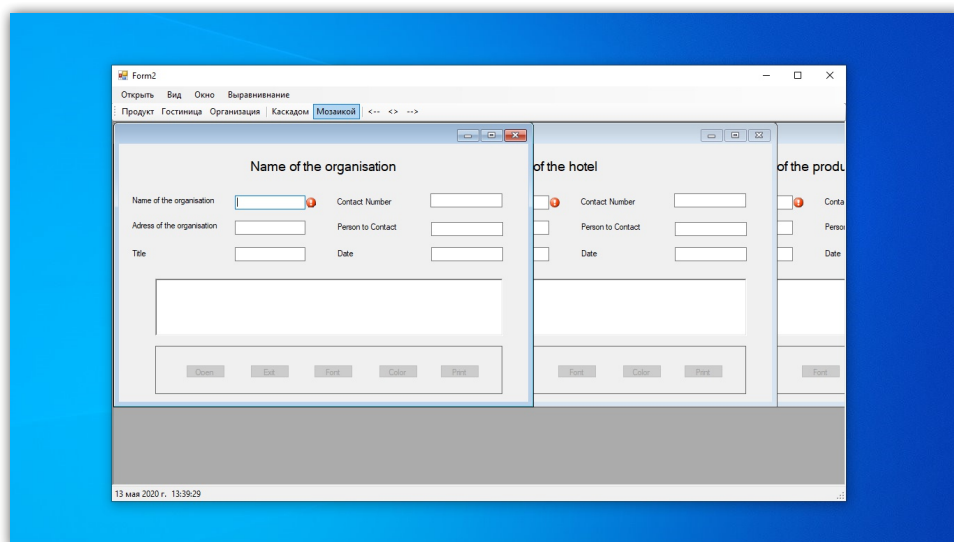 Form2
Открыть Вид Окно Выравнивнание
Продукт Гостиница Организация Каскадом Мозаикой <-- <> -->
Name of the organisation
of the hotel
of the produ
Name of the organisation
Contact Number
Contact Number
Conta
Adress of the organisation
Person to Contact
Person to Contact
Person
Title
Date
Date
Date
Open Exit Font Color Print
Font Color Print
Font
13 мая 2020 г. 13:39:29